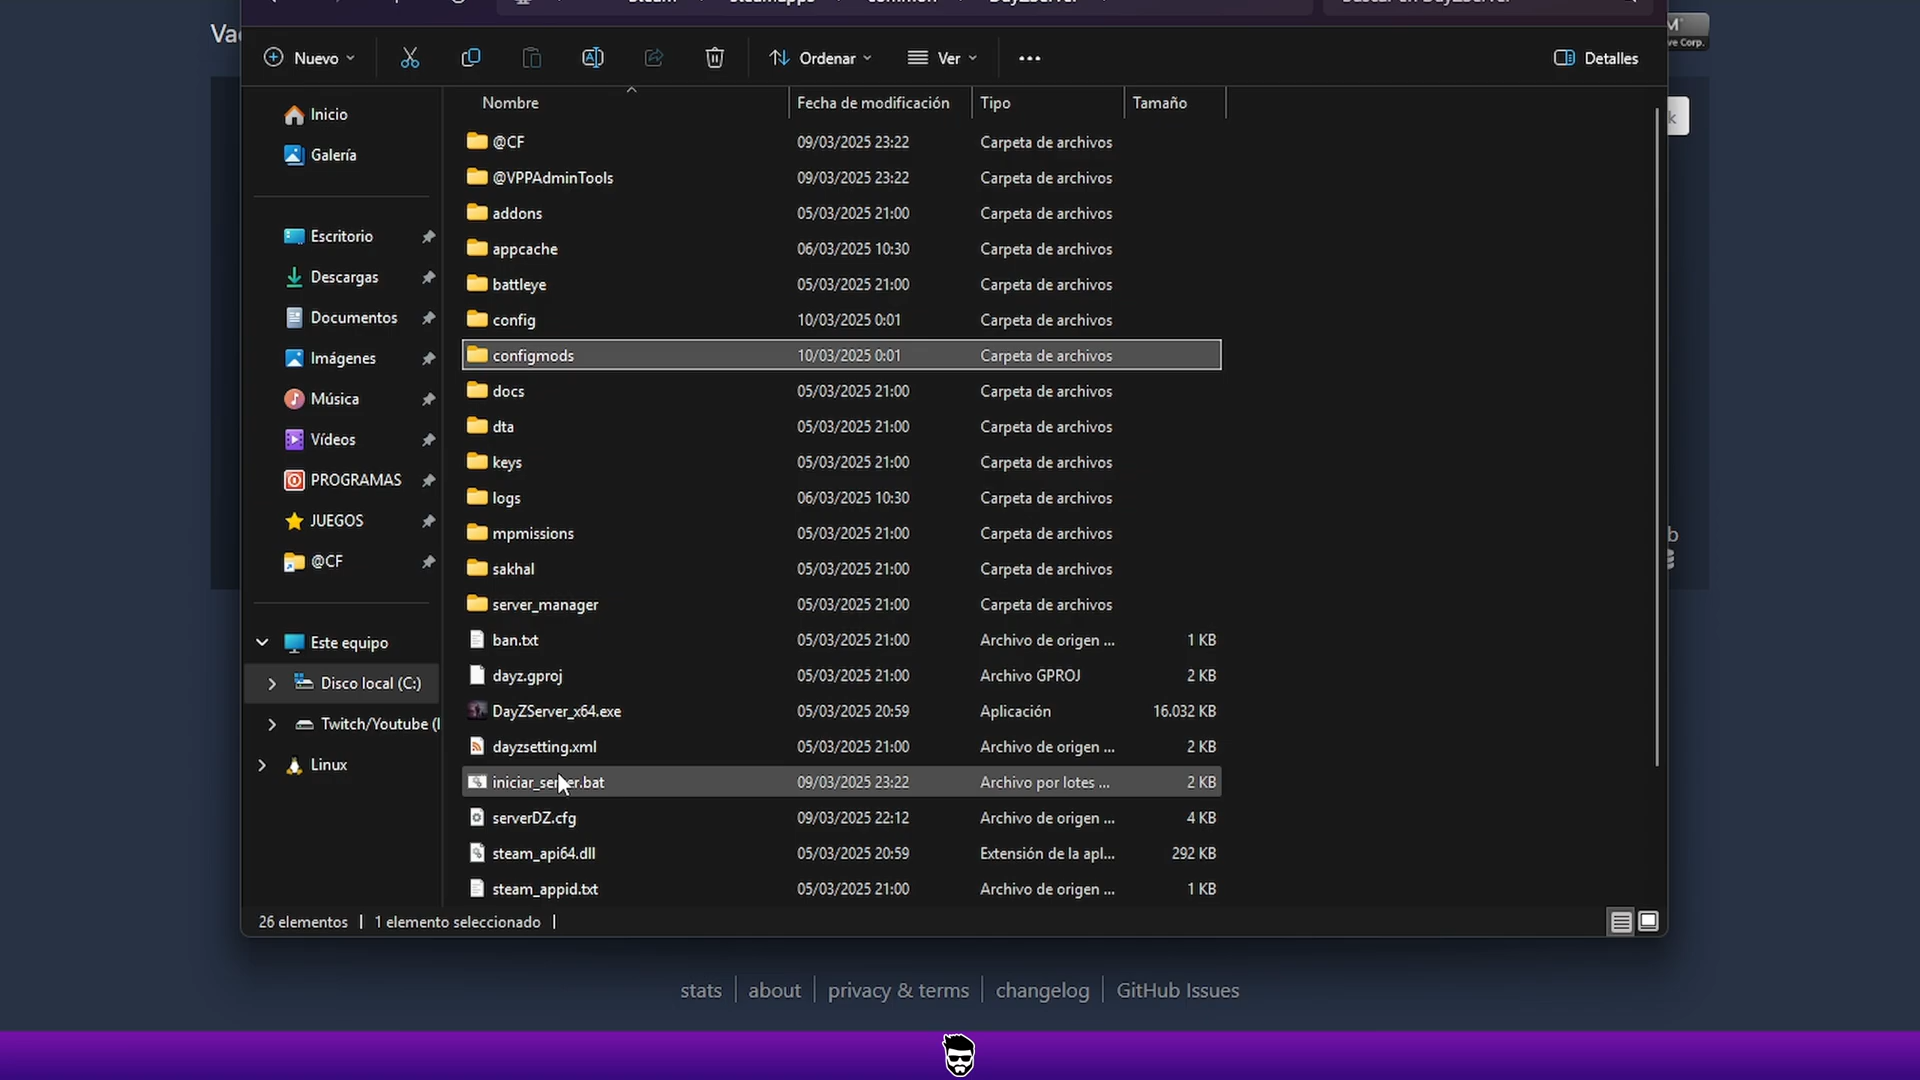 Nuevo
Ordenar
Ver
Detalles
Inicio
Galería
Escritorio
Descargas
Documentos
Imágenes
Música
Vídeos
PROGRAMAS
JUEGOS
@CF
Este equipo
Disco local (C:)
Twitch/Youtube (
Linux
Nombre Fecha de modificación Tipo Tamaño
@CF 09/03/2025 23:22 Carpeta de archivos
@VPPAdminTools 09/03/2025 23:22 Carpeta de archivos
addons 05/03/2025 21:00 Carpeta de archivos
appcache 06/03/2025 10:30 Carpeta de archivos
battleye 05/03/2025 21:00 Carpeta de archivos
config 10/03/2025 0:01 Carpeta de archivos
configmods 10/03/2025 0:01 Carpeta de archivos
docs 05/03/2025 21:00 Carpeta de archivos
dta 05/03/2025 21:00 Carpeta de archivos
keys 05/03/2025 21:00 Carpeta de archivos
logs 06/03/2025 10:30 Carpeta de archivos
mpmissions 05/03/2025 21:00 Carpeta de archivos
sakhal 05/03/2025 21:00 Carpeta de archivos
server_manager 05/03/2025 21:00 Carpeta de archivos
ban.txt 05/03/2025 21:00 Archivo de origen ... 1 KB
dayz.gproj 05/03/2025 21:00 Archivo GPROJ 2 KB
DayZServer_x64.exe 05/03/2025 20:59 Aplicación 16.032 KB
dayzsetting.xml 05/03/2025 21:00 Archivo de origen ... 2 KB
iniciar_server.bat 09/03/2025 23:22 Archivo por lotes ... 2 KB
serverDZ.cfg 09/03/2025 22:12 Archivo de origen ... 4 KB
steam_api64.dll 05/03/2025 20:59 Extensión de la apl... 292 KB
steam_appid.txt 05/03/2025 21:00 Archivo de origen ... 1 KB
26 elementos | 1 elemento seleccionado |
stats | about | privacy & terms | changelog | GitHub Issues